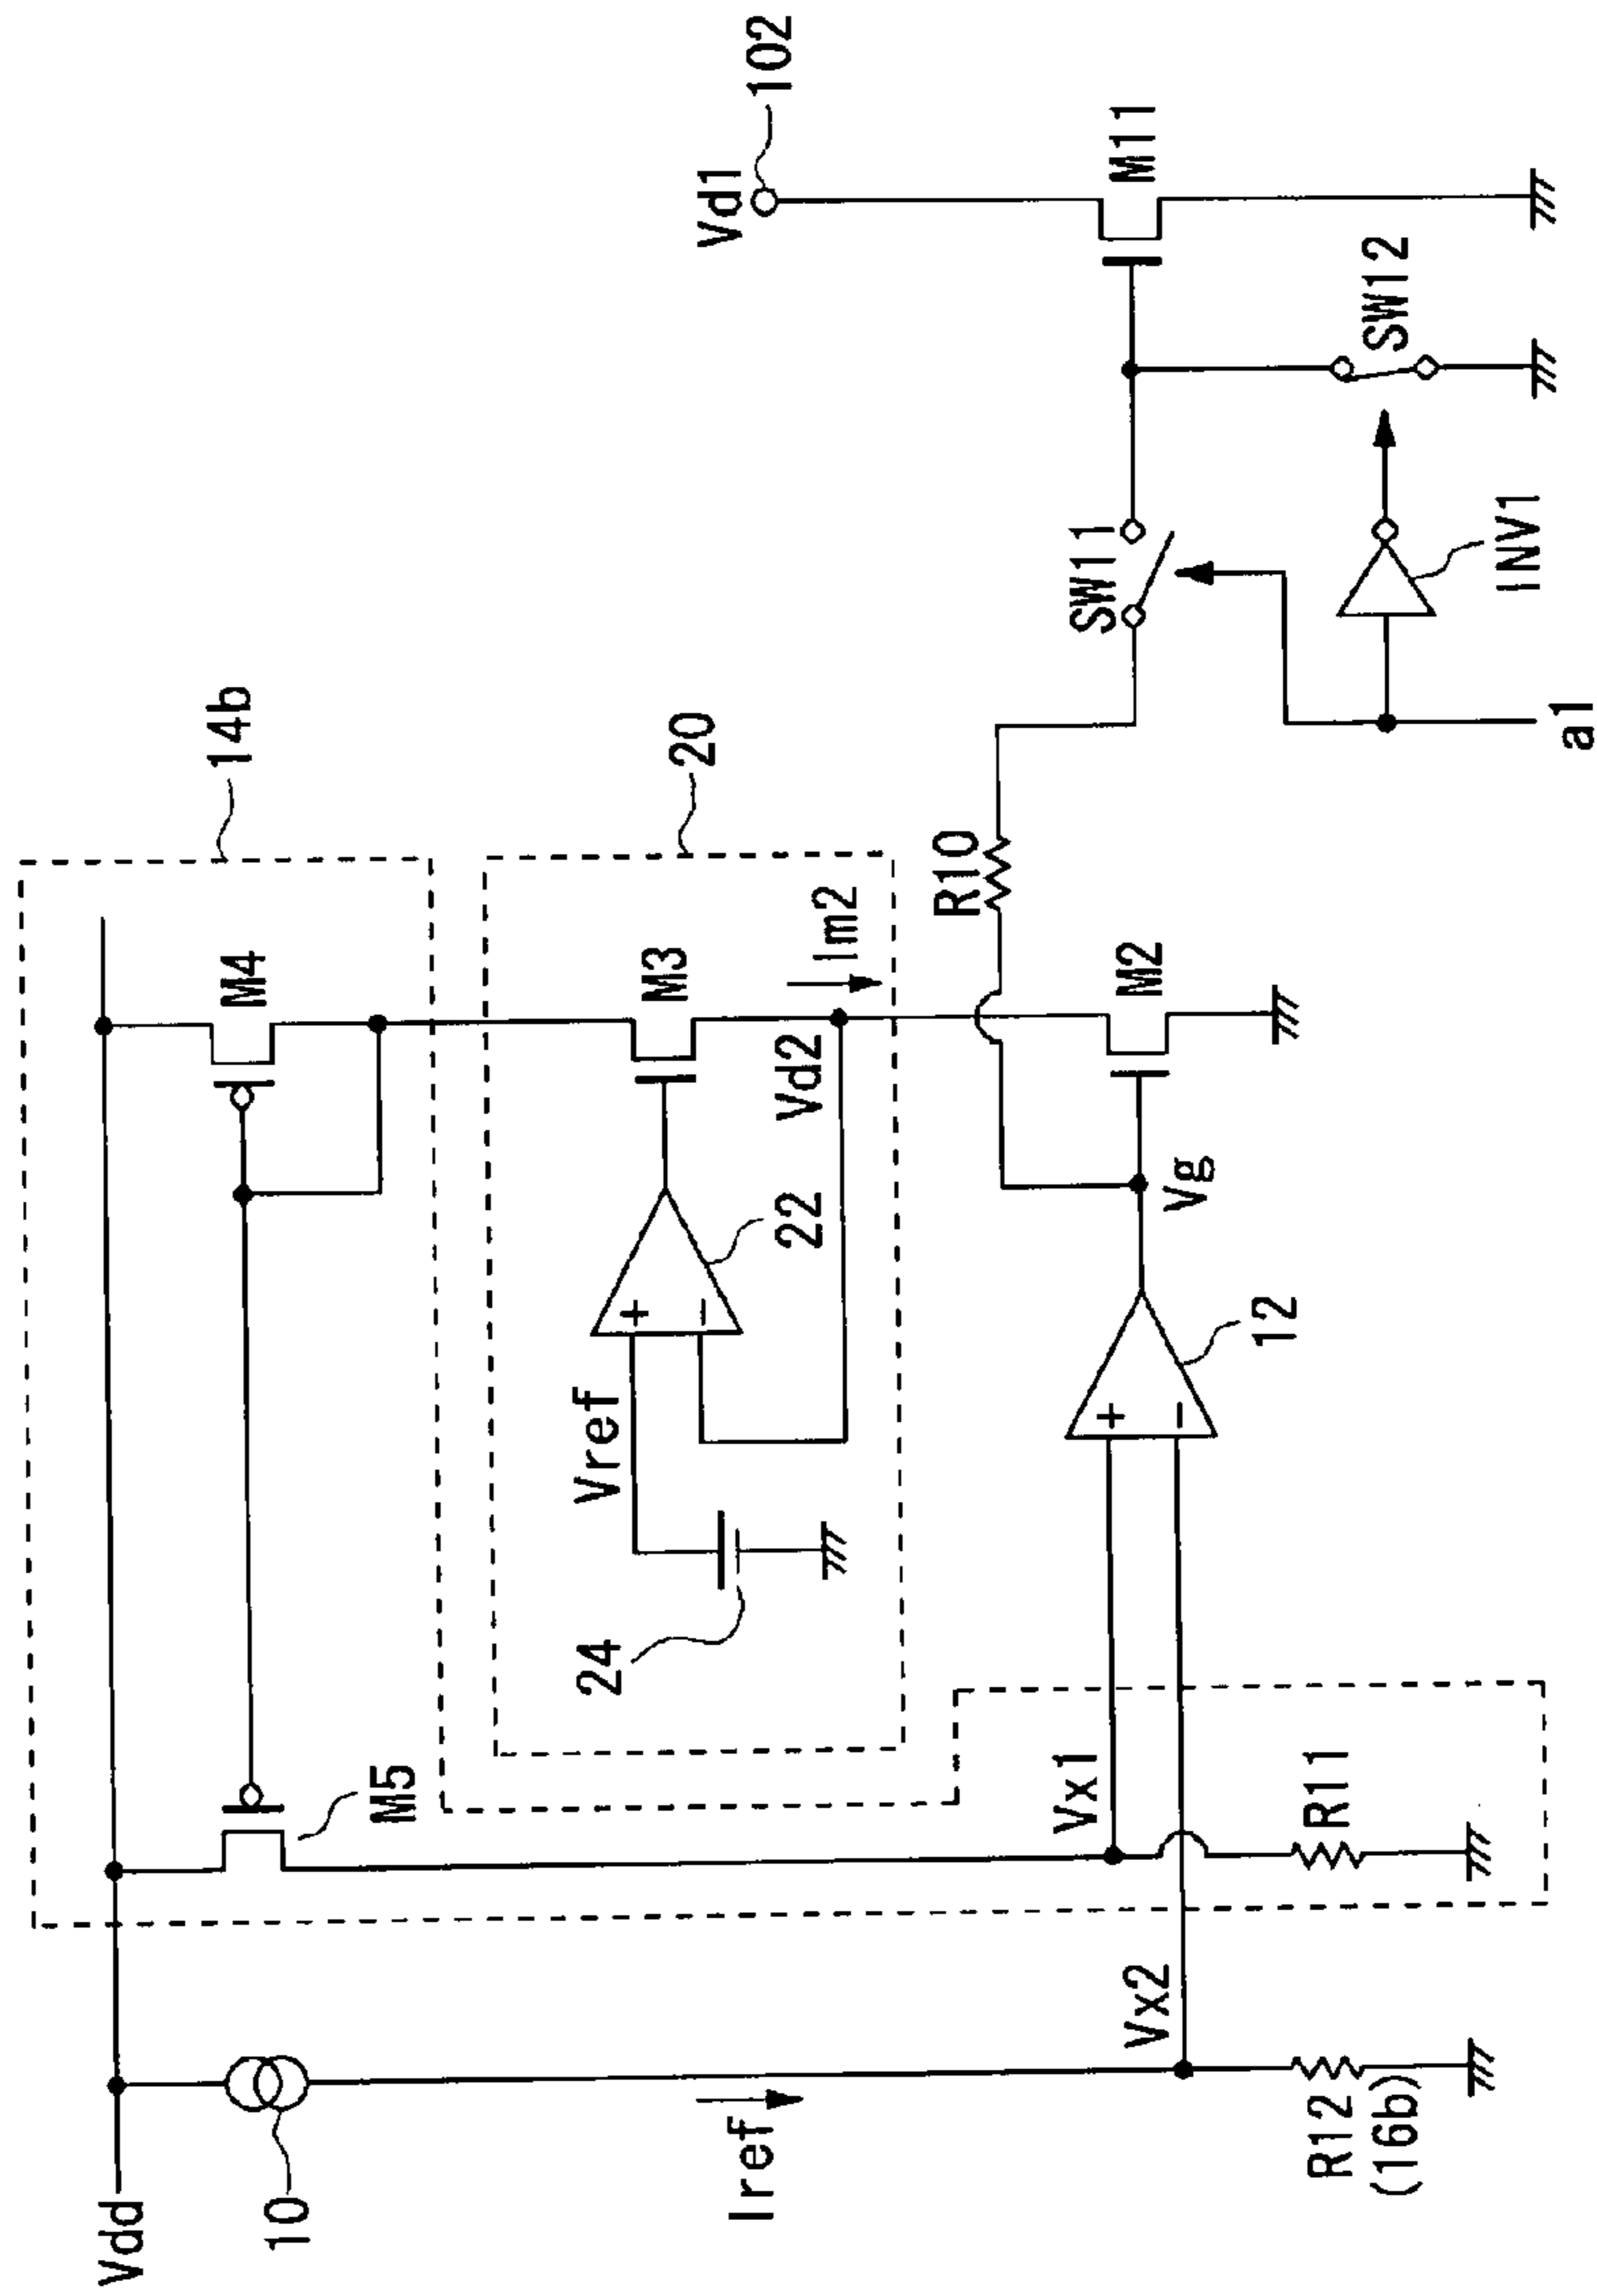 Vdd
10
Iref
Vx2
R12
(16b)
M5
Vx1
R11
14b
M4
24
Vref
+
−
22
20
M3
Im2
Vd2
+
−
12
Vg
M2
R10
SW11
a1
INV1
SW12
Vd1
102
M11